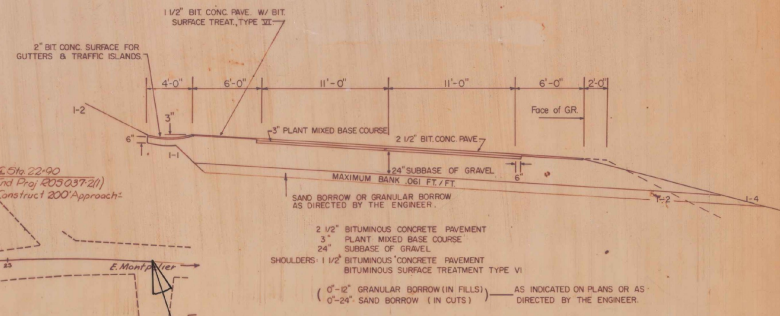 1 1/2" BIT. CONC. PAVE. W/ BIT.
SURFACE TREAT., TYPE VI.
2" BIT. CONC. SURFACE FOR
GUTTERS & TRAFFIC ISLANDS
4'-0" 6'-0" 11'-0" 11'-0" 6'-0" 2'-0"
1-2
3"
Face of G.R.
6"
3" PLANT MIXED BASE COURSE
2 1/2" BIT. CONC. PAVE
1-1
24" SUBBASE OF GRAVEL
6"
MAXIMUM BANK .061 FT./FT.
Sta. 22+90
nd Proj. R05037-2(1)
Construct 200' Approach
SAND BORROW OR GRANULAR BORROW
AS DIRECTED BY THE ENGINEER.
1-2
1-4
2 1/2" BITUMINOUS CONCRETE PAVEMENT
3" PLANT MIXED BASE COURSE
24" SUBBASE OF GRAVEL
SHOULDERS: 1 1/2" BITUMINOUS CONCRETE PAVEMENT
BITUMINOUS SURFACE TREATMENT TYPE VI
E. Montpelier
(0"-12" GRANULAR BORROW (IN FILLS)) AS INDICATED ON PLANS OR AS
(0"-24" SAND BORROW (IN CUTS)) DIRECTED BY THE ENGINEER.